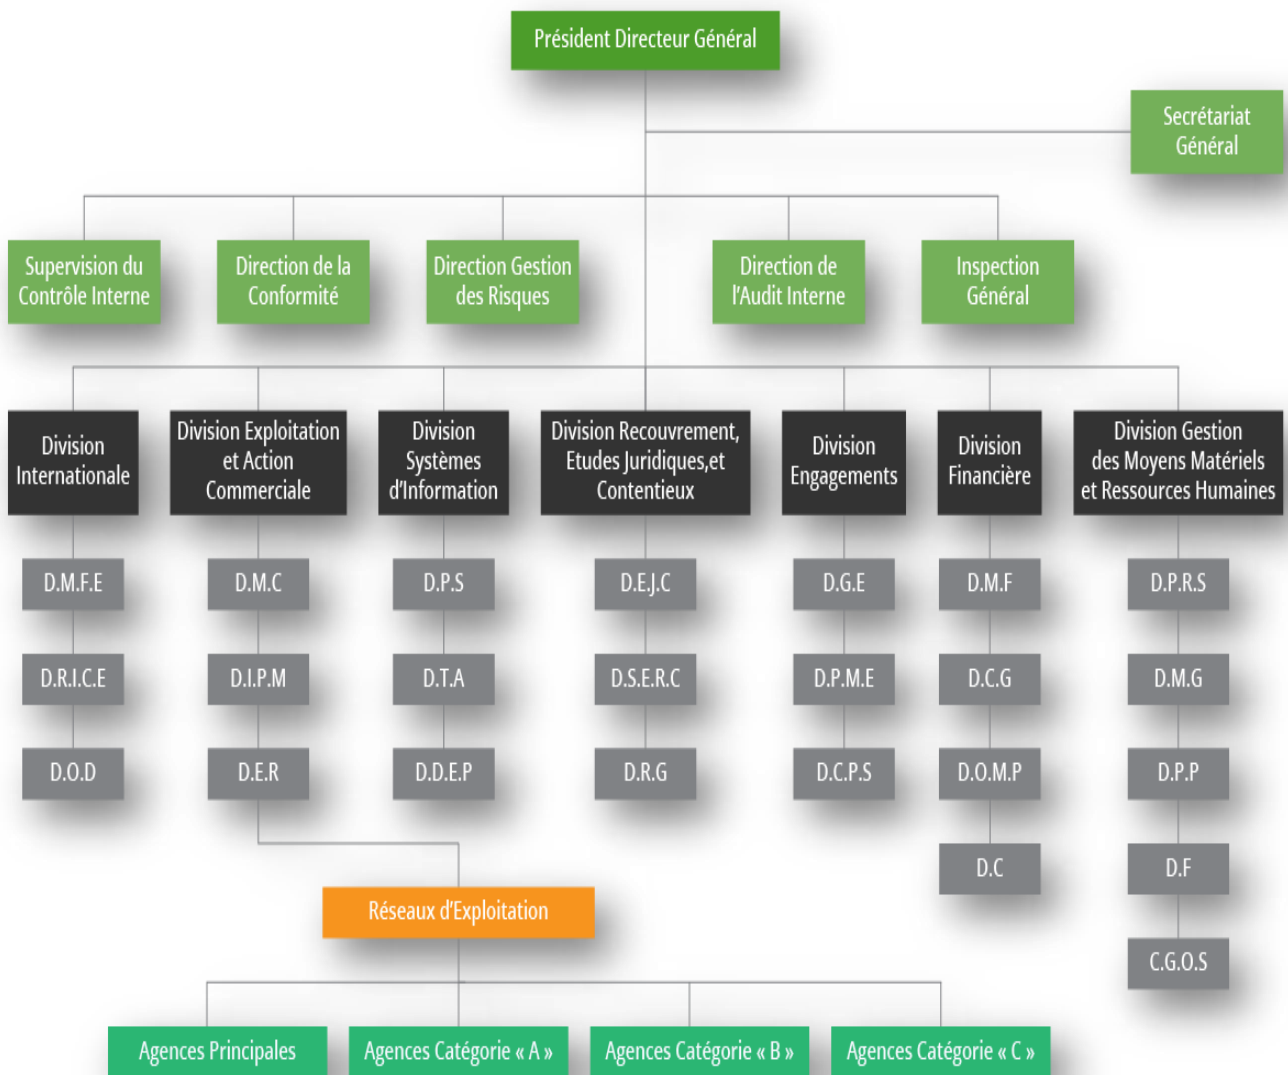 Président Directeur Général
Secrétariat
Général
Supervision du
Contrôle Interne
Direction de la
Conformité
Direction Gestion
des Risques
Direction de
l'Audit Interne
Inspection
Général
Division
Internationale
Division Exploitation
et Action
Commerciale
Division
Systèmes
d'Information
Division Recouvrement,
Etudes Juridiques,et
Contentieux
Division
Engagements
Division
Financière
Division Gestion
des Moyens Matériels
et Ressources Humaines
D.M.F.E
D.M.C
D.P.S
D.E.J.C
D.G.E
D.M.F
D.P.R.S
D.R.I.C.E
D.I.P.M
D.T.A
D.S.E.R.C
D.P.M.E
D.C.G
D.M.G
D.O.D
D.E.R
D.D.E.P
D.R.G
D.C.P.S
D.O.M.P
D.P.P
D.C
D.F
Réseaux d'Exploitation
C.G.O.S
Agences Principales
Agences Catégorie « A »
Agences Catégorie « B »
Agences Catégorie « C »